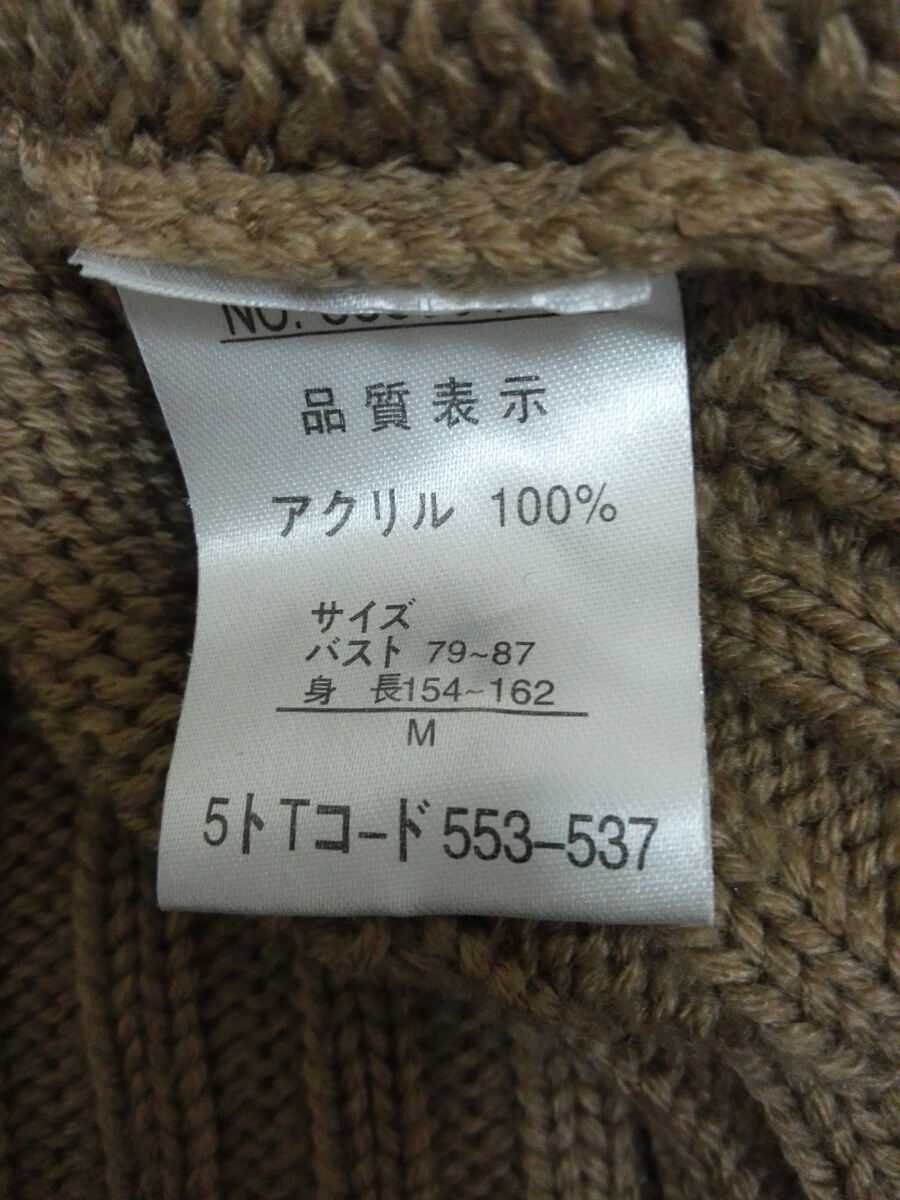 NO.
品質表示
アクリル 100%
サイズ
バスト 79~87
身 長154~162
M
5トTコード553-537